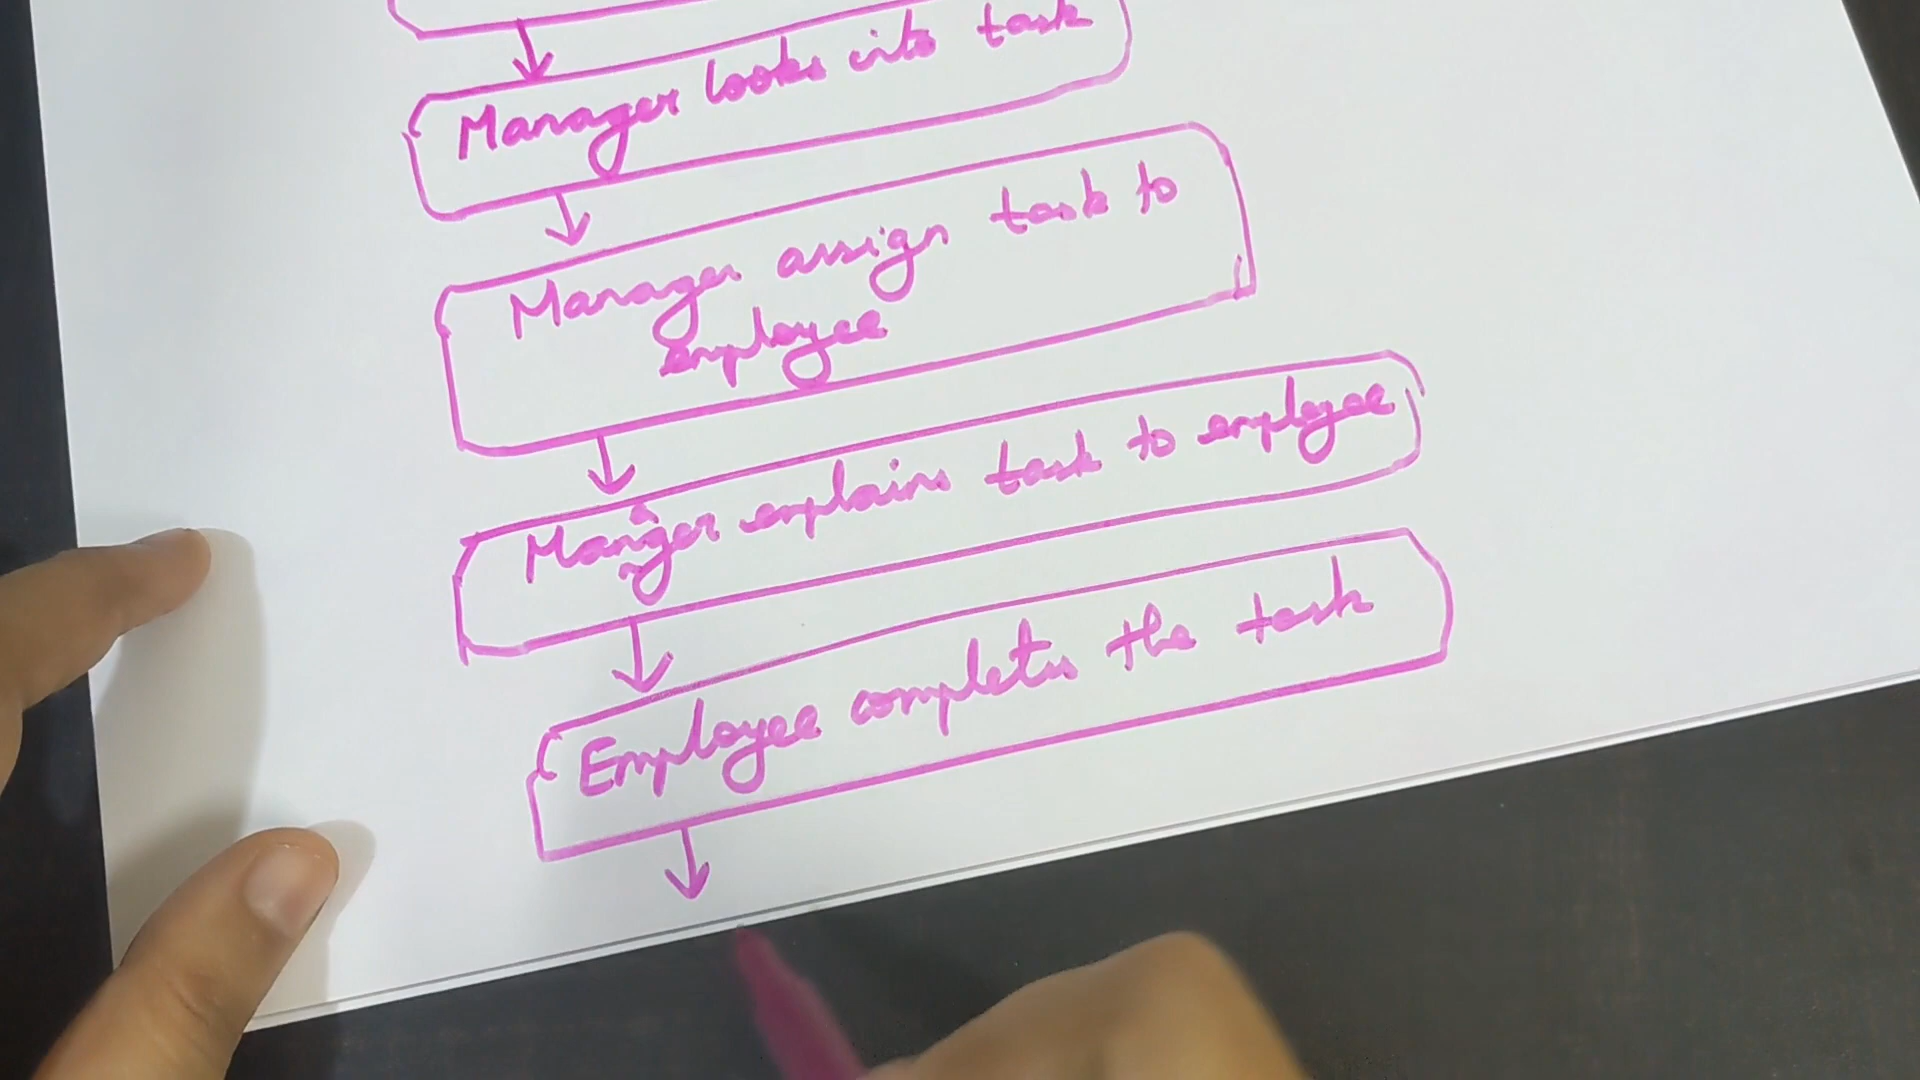 Manager looks into task
Manager assign task to
employee
Manager explains task to employee
Employee completes the task